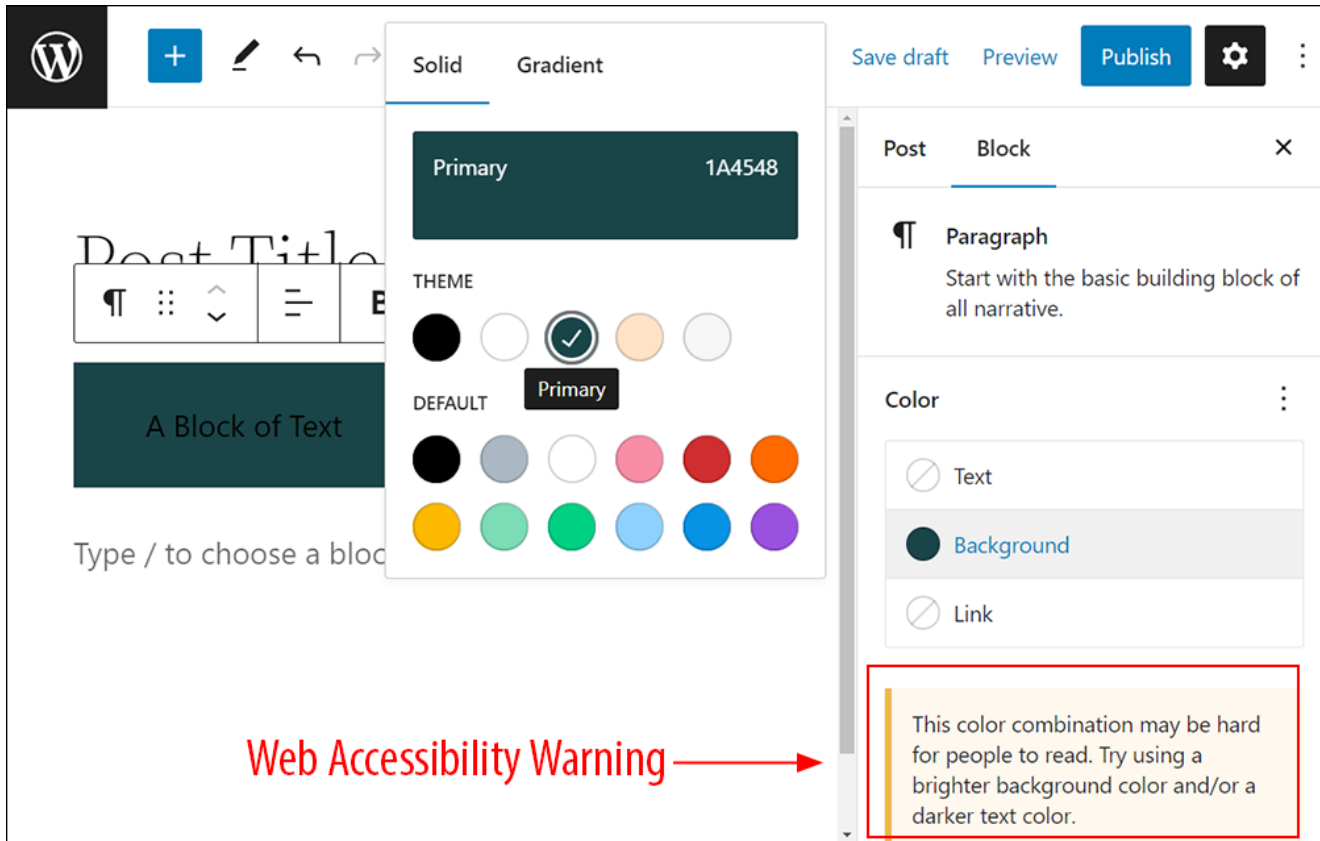 Save draft Preview Publish
Solid Gradient
Primary 1A4548
THEME
Primary
DEFAULT
Post Title
B
A Block of Text
Type / to choose a bloc
Post Block
Paragraph
Start with the basic building block of
all narrative.
Color
Text
Background
Link
Web Accessibility Warning
This color combination may be hard
for people to read. Try using a
brighter background color and/or a
darker text color.